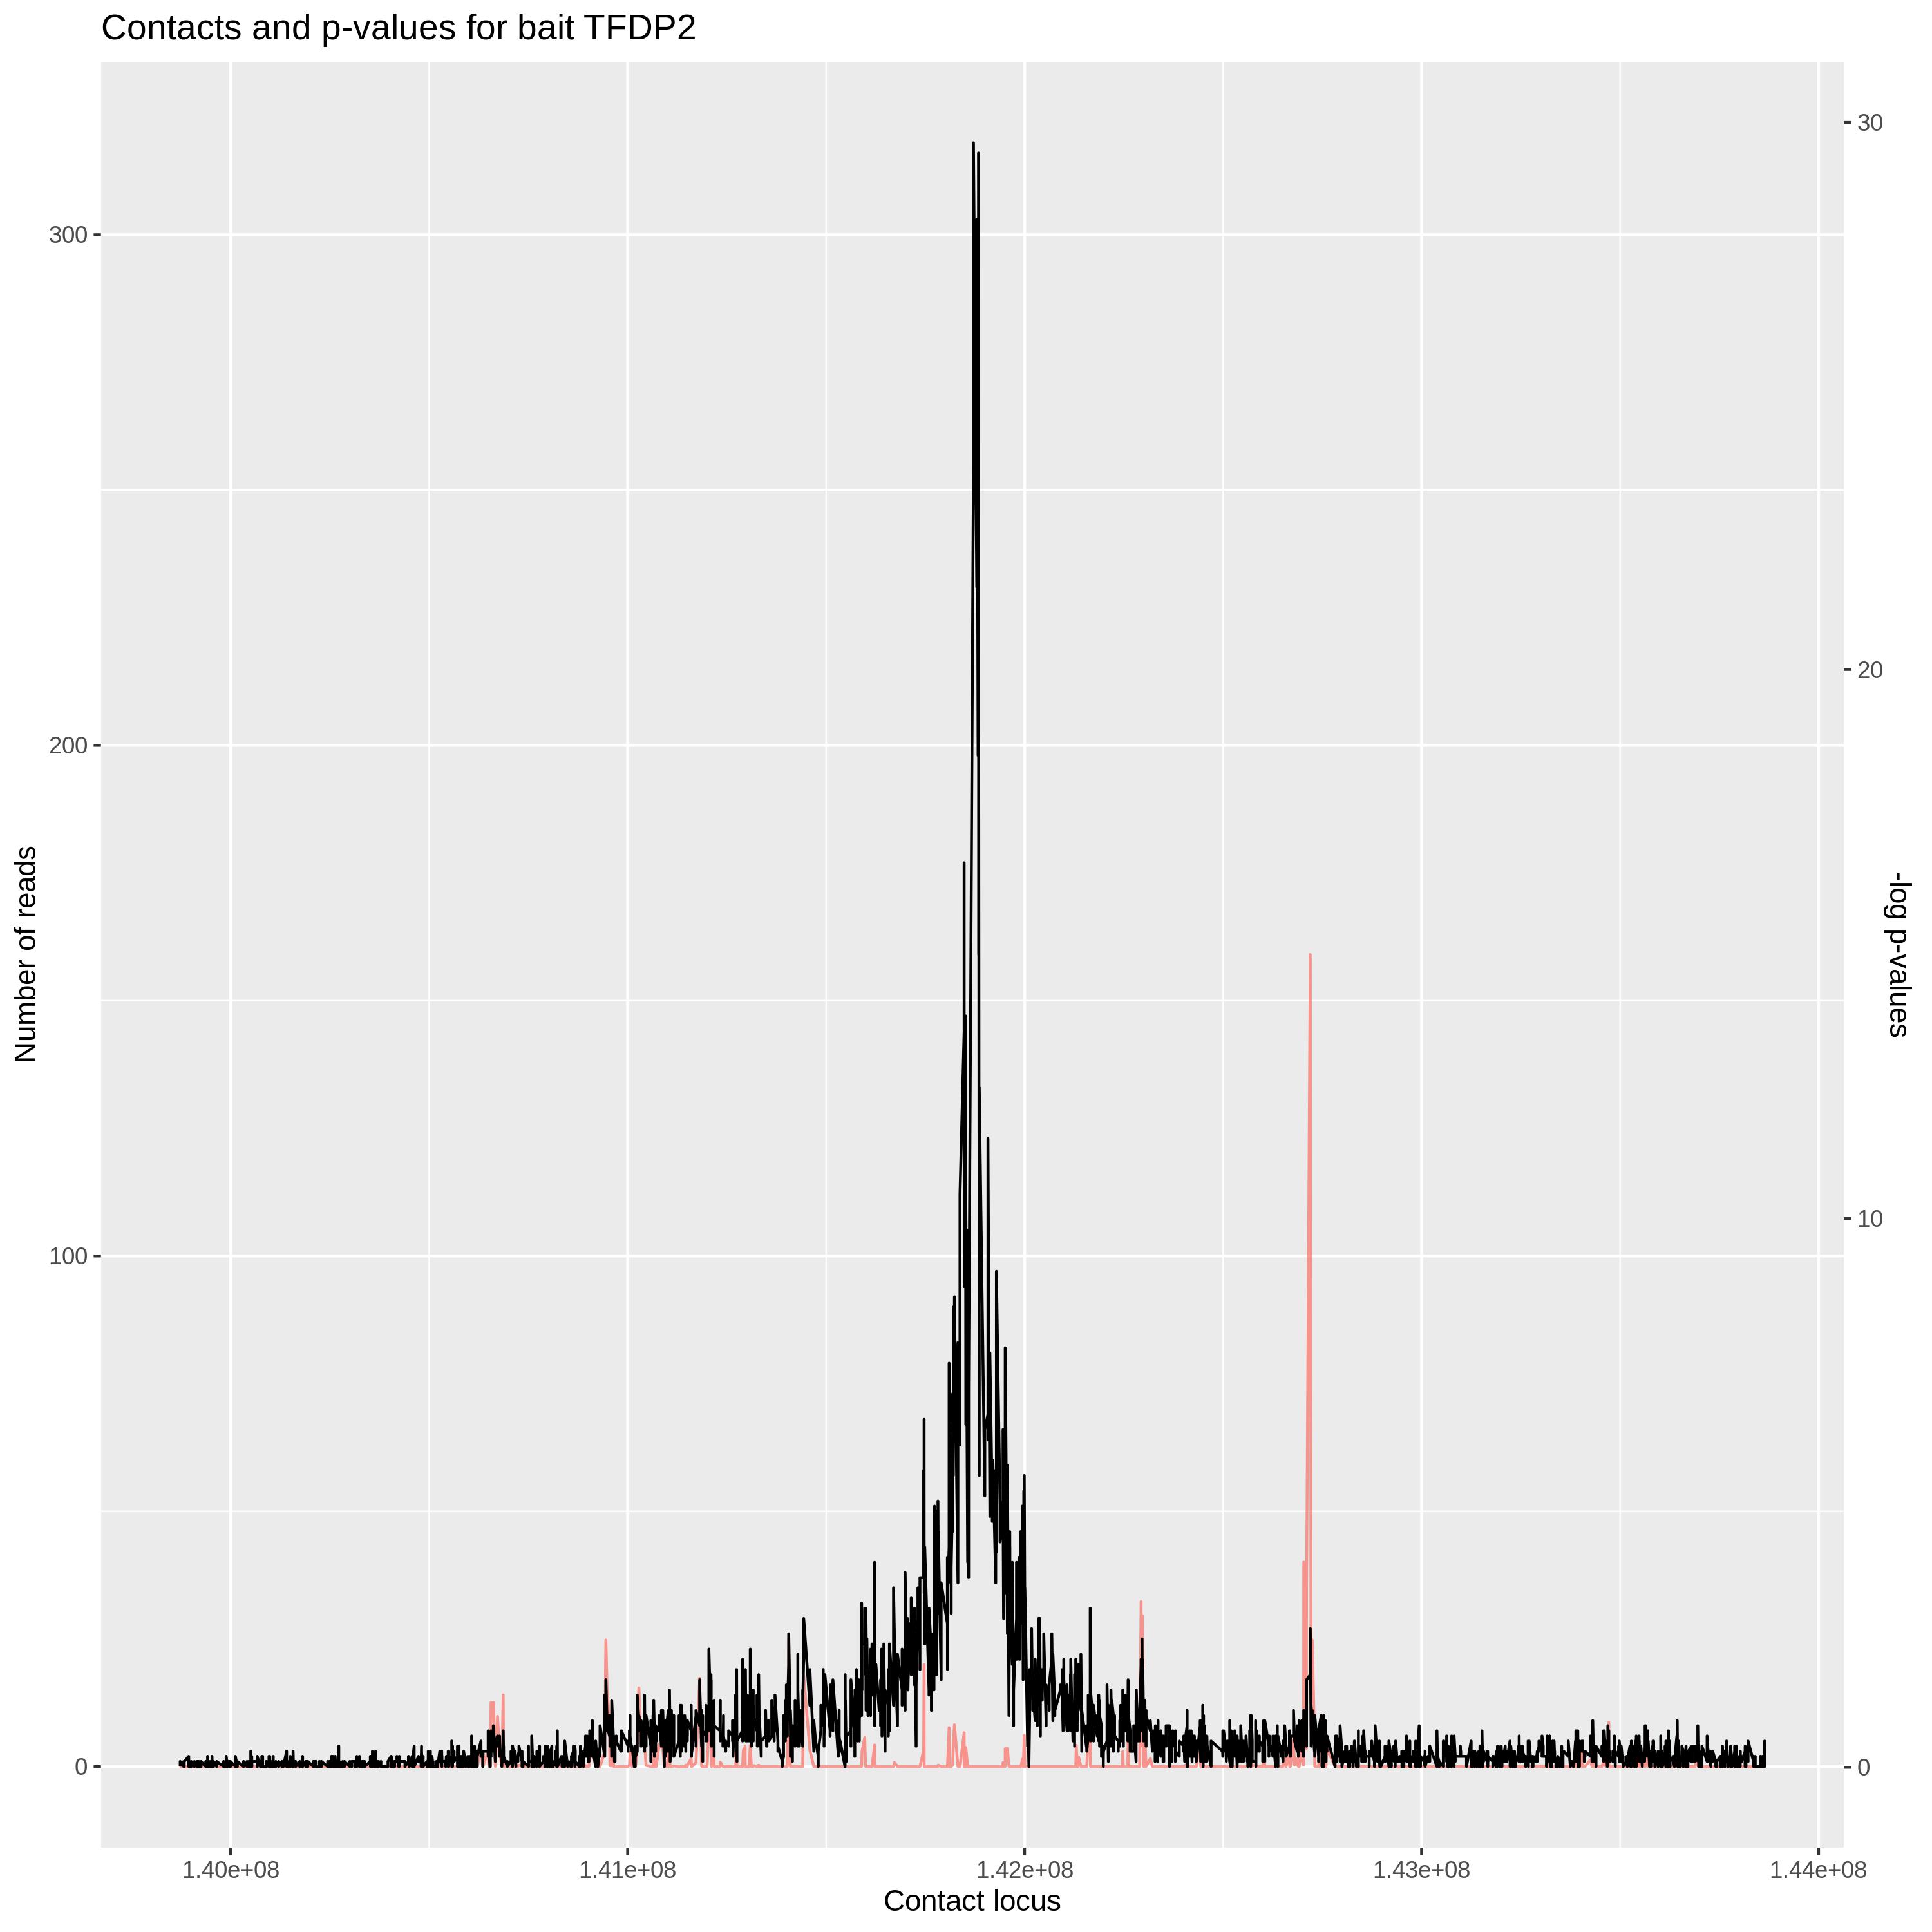 Contacts and p-values for bait TFDP2
30
300
20
200
Number of reads
-log p-values
10
100
0
0
1.40e+08 1.41e+08 1.42e+08 1.43e+08 1.44e+08
Contact locus